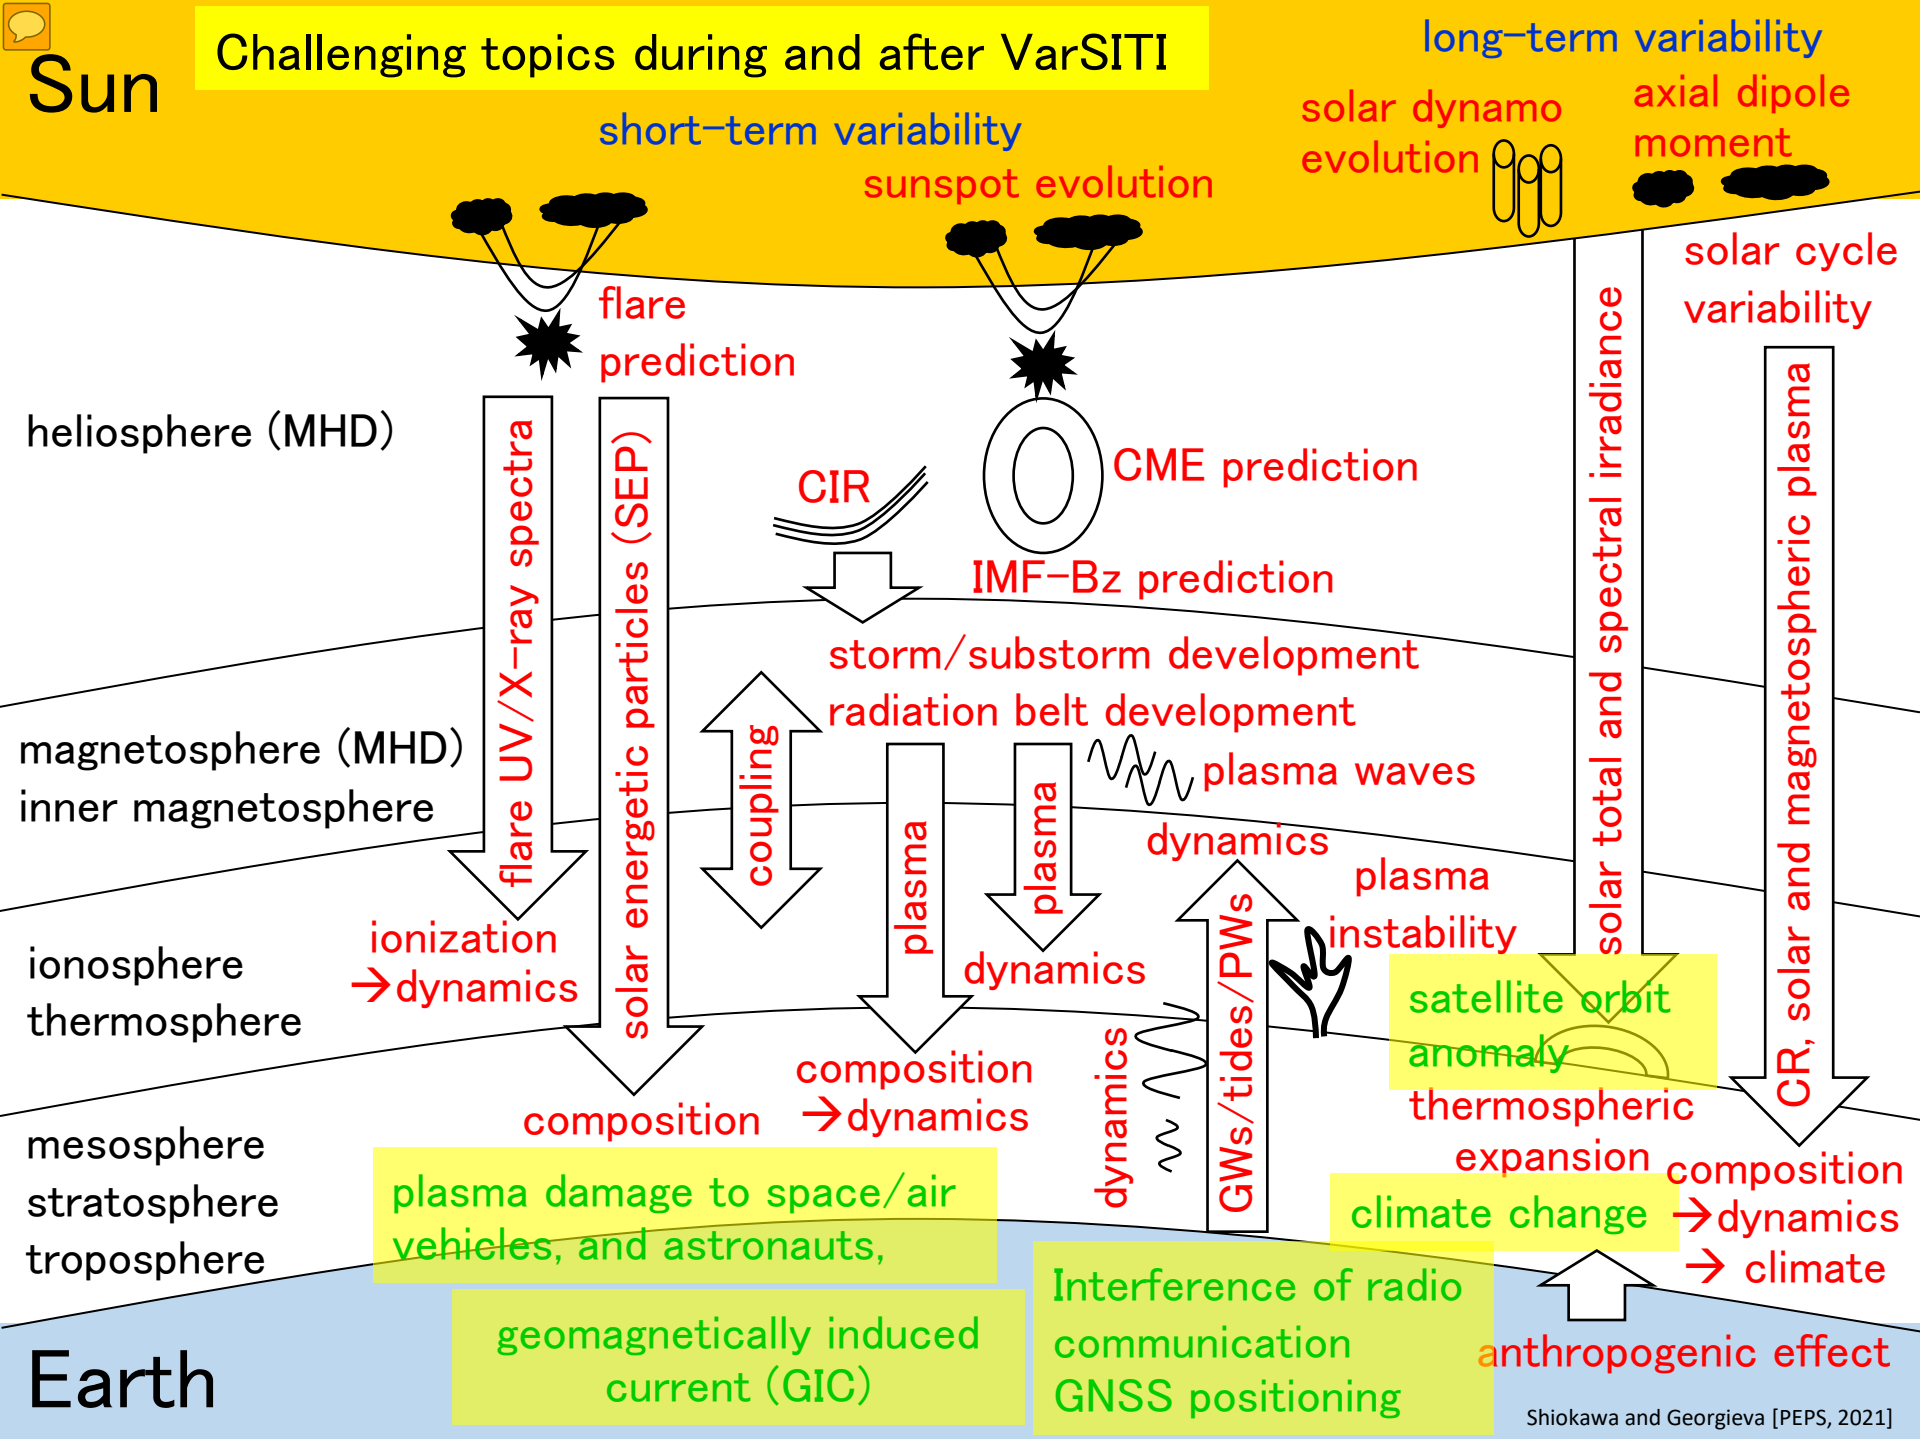 Sun
Challenging topics during and after VarSITI
long-term variability
short-term variability
sunspot evolution
solar dynamo
evolution
axial dipole
moment
solar cycle
variability
flare
prediction
heliosphere (MHD)
CIR
CME prediction
IMF-Bz prediction
flare UV/X-ray spectra
solar energetic particles (SEP)
solar total and spectral irradiance
CR, solar and magnetospheric plasma
storm/substorm development
radiation belt development
magnetosphere (MHD)
inner magnetosphere
coupling
plasma
plasma
plasma waves
dynamics
plasma
instability
ionization
→dynamics
dynamics
ionosphere
thermosphere
satellite orbit
anomaly
thermospheric
expansion
composition
composition
→dynamics
dynamics
GWs/tides/PWs
mesosphere
stratosphere
troposphere
plasma damage to space/air
vehicles, and astronauts,
climate change
composition
→dynamics
→ climate
geomagnetically induced
current (GIC)
Interference of radio
communication
GNSS positioning
anthropogenic effect
Earth
Shiokawa and Georgieva [PEPS, 2021]